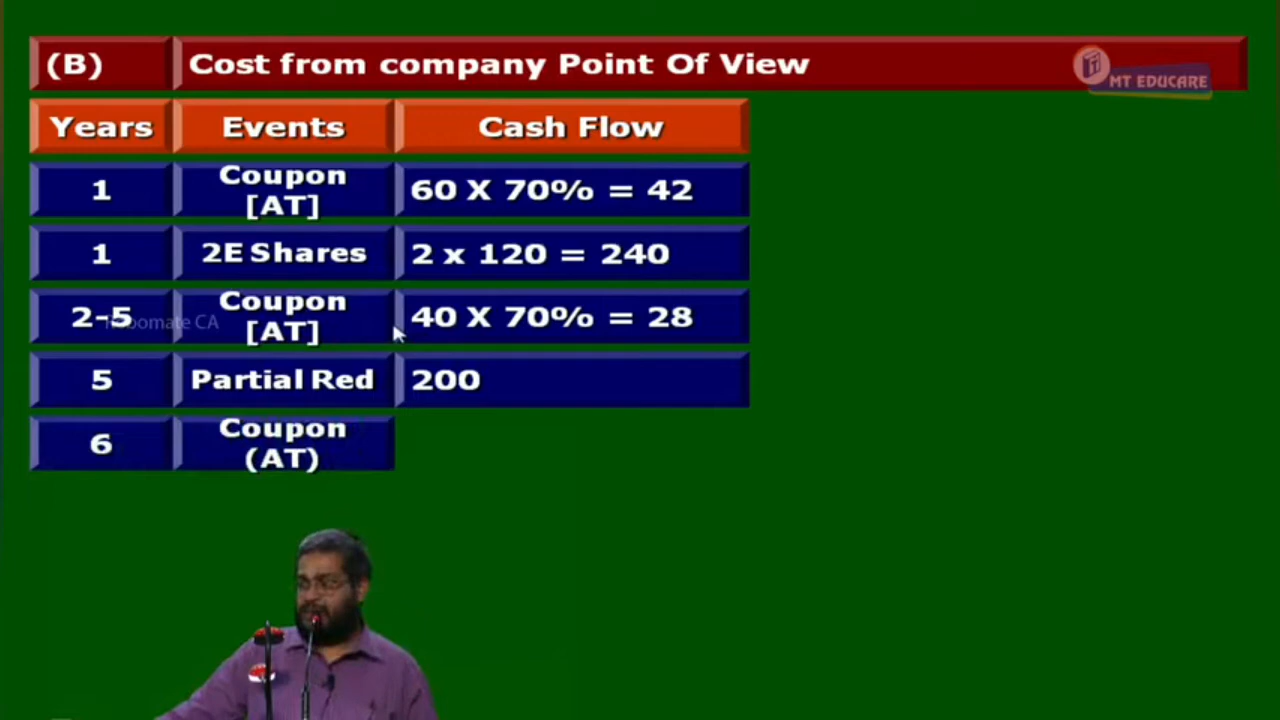 (B) Cost from company Point Of View
MT EDUCARE
Years Events Cash Flow
1 Coupon [AT] 60 X 70% = 42
1 2E Shares 2 x 120 = 240
2-5 Coupon [AT] 40 X 70% = 28
Robomate CA
5 Partial Red 200
6 Coupon (AT)